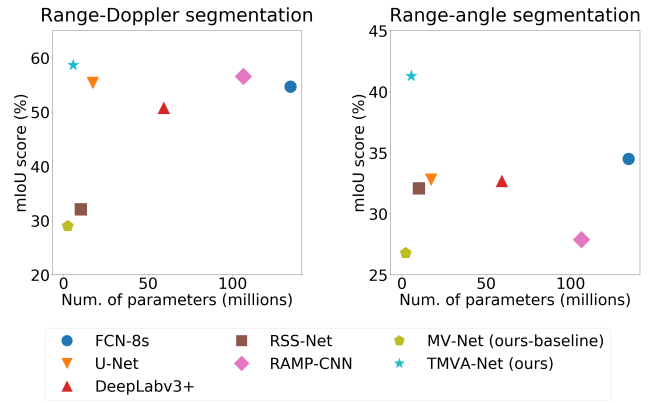 Range-Doppler segmentation
60
50
40
30
20
mIoU score (%)
0 50 100
Num. of parameters (millions)
Range-angle segmentation
45
40
35
30
25
mIoU score (%)
0 50 100
Num. of parameters (millions)
FCN-8s
U-Net
DeepLabv3+
RSS-Net
RAMP-CNN
MV-Net (ours-baseline)
TMVA-Net (ours)